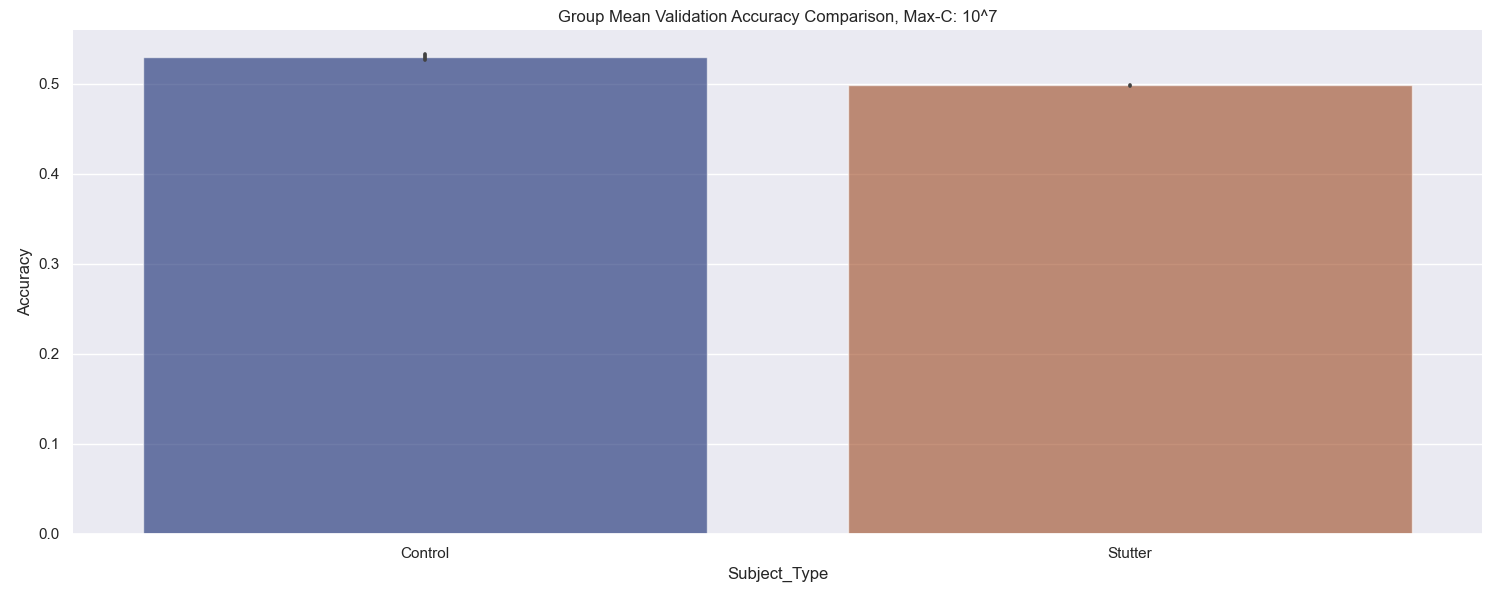 Group Mean Validation Accuracy Comparison, Max-C: 10^7
Accuracy
0.5
0.4
0.3
0.2
0.1
0.0
Control
Stutter
Subject_Type